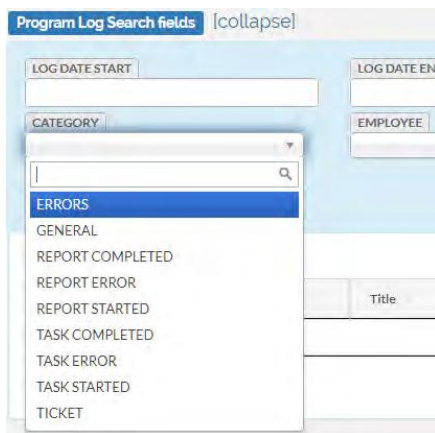 Program Log Search fields [collapse]
LOG DATE START LOG DATE EN
CATEGORY EMPLOYEE
ERRORS
GENERAL
REPORT COMPLETED
REPORT ERROR
REPORT STARTED
Title
TASK COMPLETED
TASK ERROR
TASK STARTED
TICKET